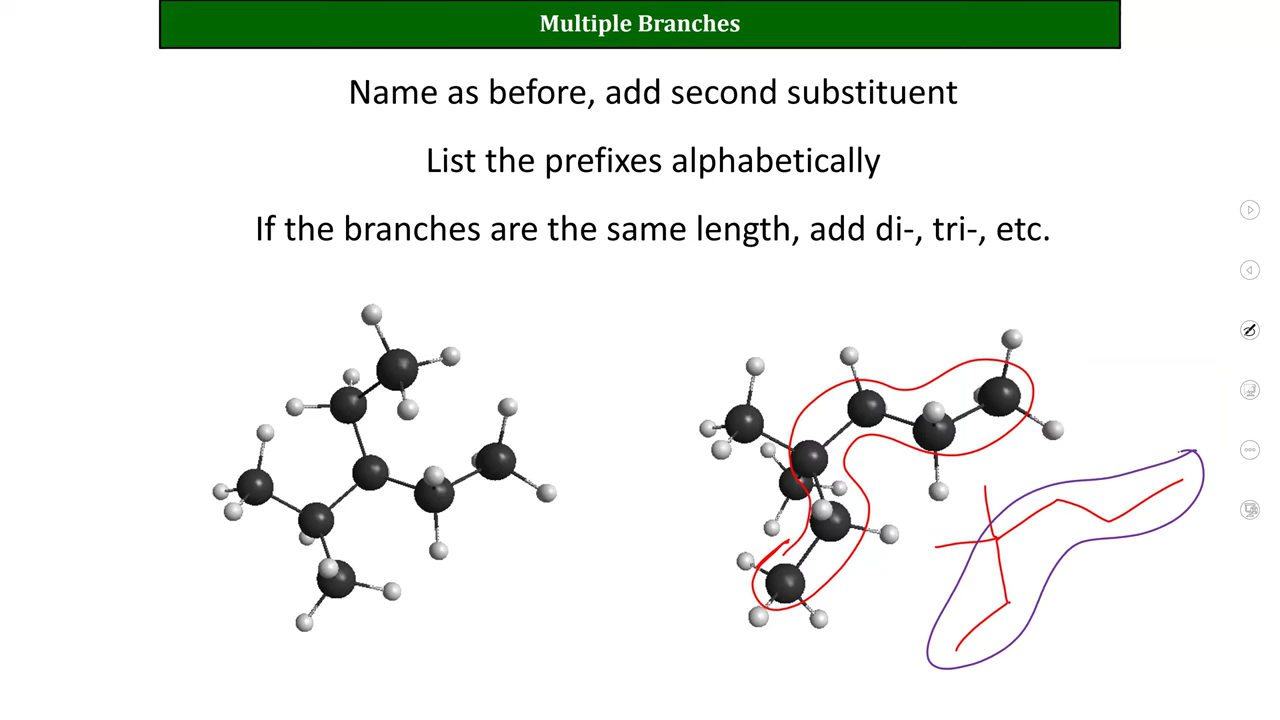 Multiple Branches
Name as before, add second substituent
List the prefixes alphabetically
If the branches are the same length, add di-, tri-, etc.